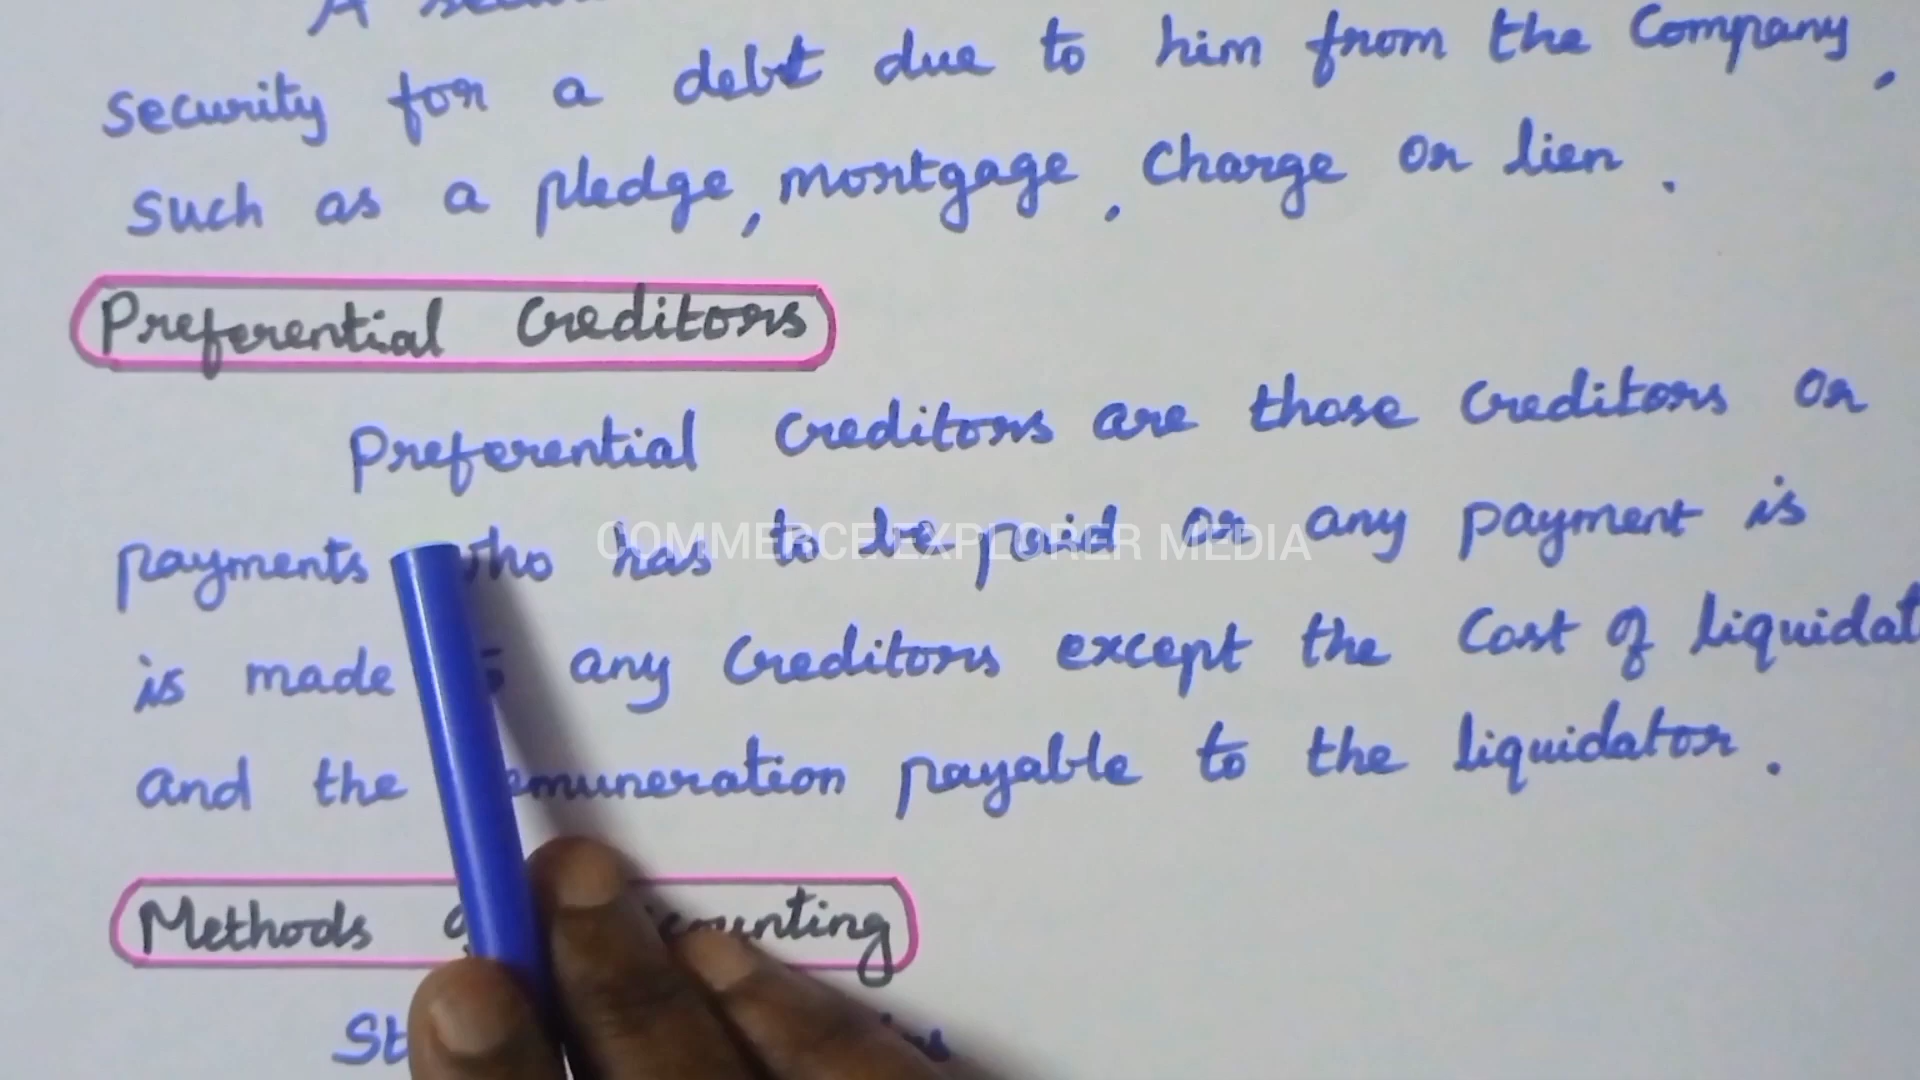 A
security for a debt due to him from the Company,
such as a pledge, mortgage, charge or lien.
Preferential Creditors
Preferential Creditors are those Creditors or
payments who has to be paid or any payment is
is made any Creditors except the Cost of liquidat
and the remuneration payable to the liquidator.
Methods
COMMERCE EXPLORER MEDIA